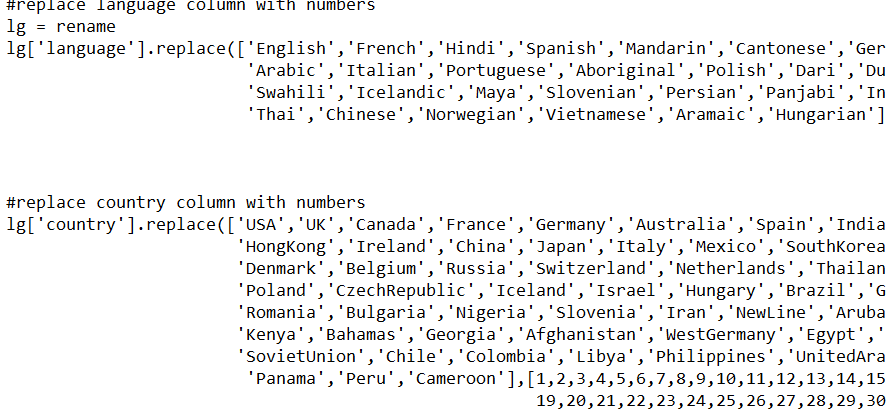 #replace language column with numbers
lg = rename
lg['language'].replace(['English','French','Hindi','Spanish','Mandarin','Cantonese','Ger
'Arabic','Italian','Portuguese','Aboriginal','Polish','Dari','Du
'Swahili','Icelandic','Maya','Slovenian','Persian','Panjabi','In
'Thai','Chinese','Norwegian','Vietnamese','Aramaic','Hungarian']
#replace country column with numbers
lg['country'].replace(['USA','UK','Canada','France','Germany','Australia','Spain','India
'HongKong','Ireland','China','Japan','Italy','Mexico','SouthKorea
'Denmark','Belgium','Russia','Switzerland','Netherlands','Thailan
'Poland','CzechRepublic','Iceland','Israel','Hungary','Brazil','G
'Romania','Bulgaria','Nigeria','Slovenia','Iran','NewLine','Aruba
'Kenya','Bahamas','Georgia','Afghanistan','WestGermany','Egypt','
'SovietUnion','Chile','Colombia','Libya','Philippines','UnitedAra
'Panama','Peru','Cameroon'],[1,2,3,4,5,6,7,8,9,10,11,12,13,14,15
19,20,21,22,23,24,25,26,27,28,29,30